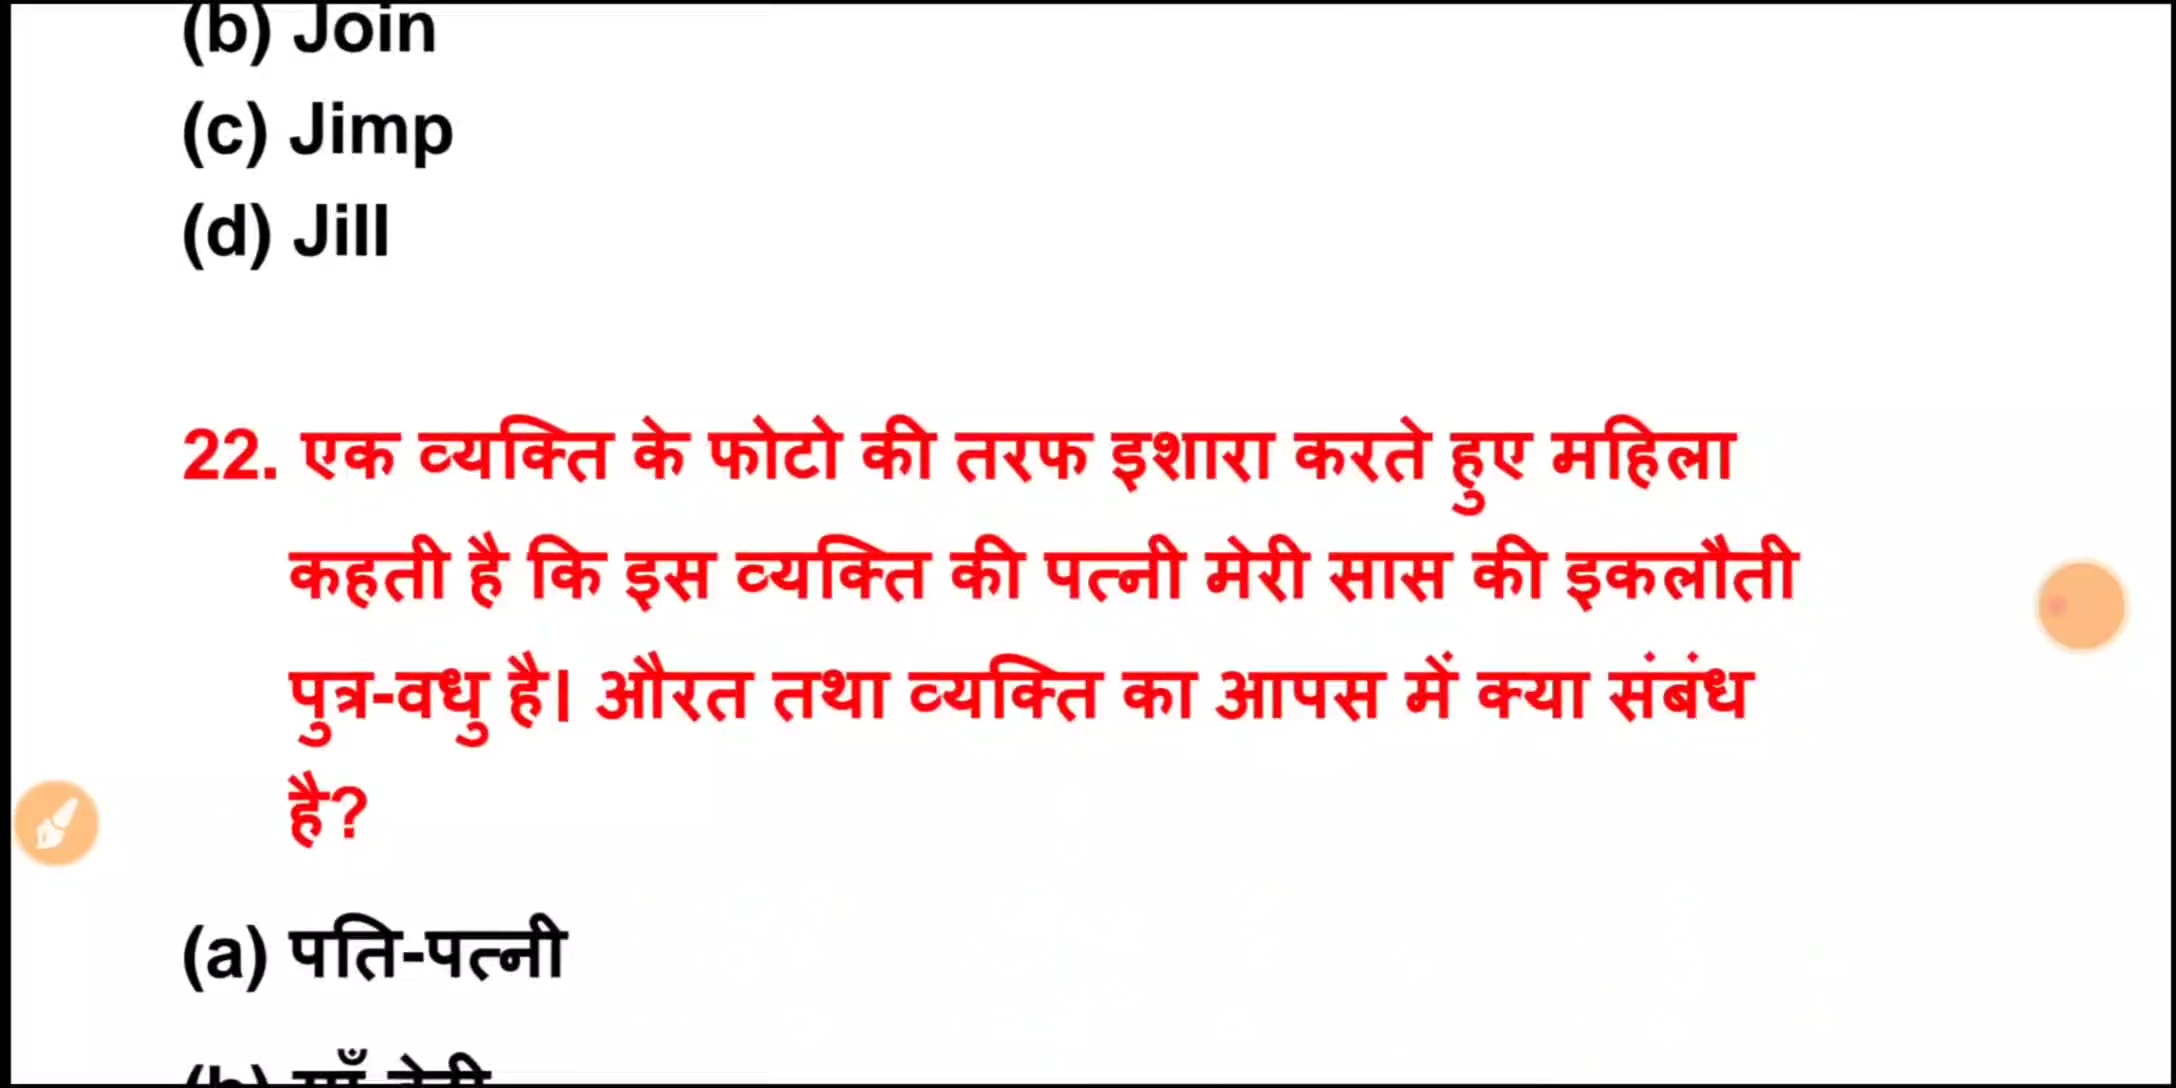 (b) Join
(c) Jimp
(d) Jill
22. एक व्यक्ति के फोटो की तरफ इशारा करते हुए महिला
कहती है कि इस व्यक्ति की पत्नी मेरी सास की इकलौती
पुत्र-वधु है। औरत तथा व्यक्ति का आपस में क्या संबंध
है?
(a) पति-पत्नी